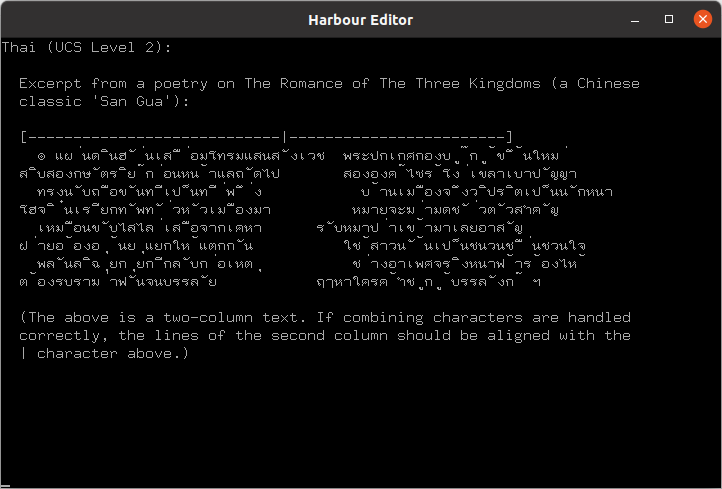 Harbour Editor
Thai (UCS Level 2):
Excerpt from a poetry on The Romance of The Three Kingdoms (a Chinese
classic 'San Gua'):
[----------------------------|------------------------]
๏ แผ่นดินฮั่นเสื่อมโทรมแสนสังเวช  พระปกเกศกองบู๊กู้ขึ้นใหม่
สิบสองกษัตริย์ก่อนหน้าแลถัดไป       สององค์ไซร้โง่เขลาเบาปัญญา
ทรงนับถือขันทีเป็นที่พึ่ง           บ้านเมืองจึงวิปริตเป็นนักหนา
โฮจิ๋นเรียกทัพทั่วหัวเมืองมา         หมายจะฆ่ามดชั่วตัวสำคัญ
เหมือนขับไสไล่เสือจากเคหา      รับหมาป่าเข้ามาเลยอาสัญ
ฝ่ายอ้องอุ้นยุแยกให้แตกกัน          ใช้สาวนั้นเป็นชนวนชื่นชวนใจ
พลันลิฉุยกุยกีกลับก่อเหตุ          ช่างอาเพศจริงหนาฟ้าร้องไห้
ต้องรบราฆ่าฟันจนบรรลัย           ฤๅหาใครค้ำชูกู้บรรลังก์ ฯ
(The above is a two-column text. If combining characters are handled
correctly, the lines of the second column should be aligned with the
| character above.)